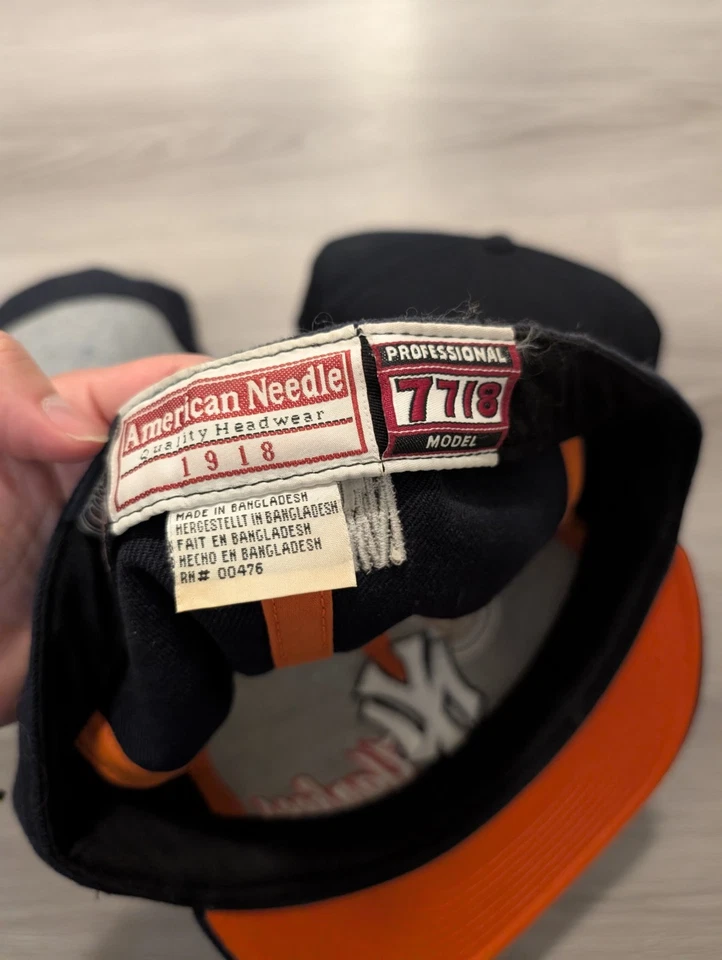 American Needle
Quality Headwear
1918
PROFESSIONAL
7 7/8
MODEL
MADE IN BANGLADESH
HERGESTELLT IN BANGLADESH
FAIT EN BANGLADESH
HECHO EN BANGLADESH
RN# 00476
NY